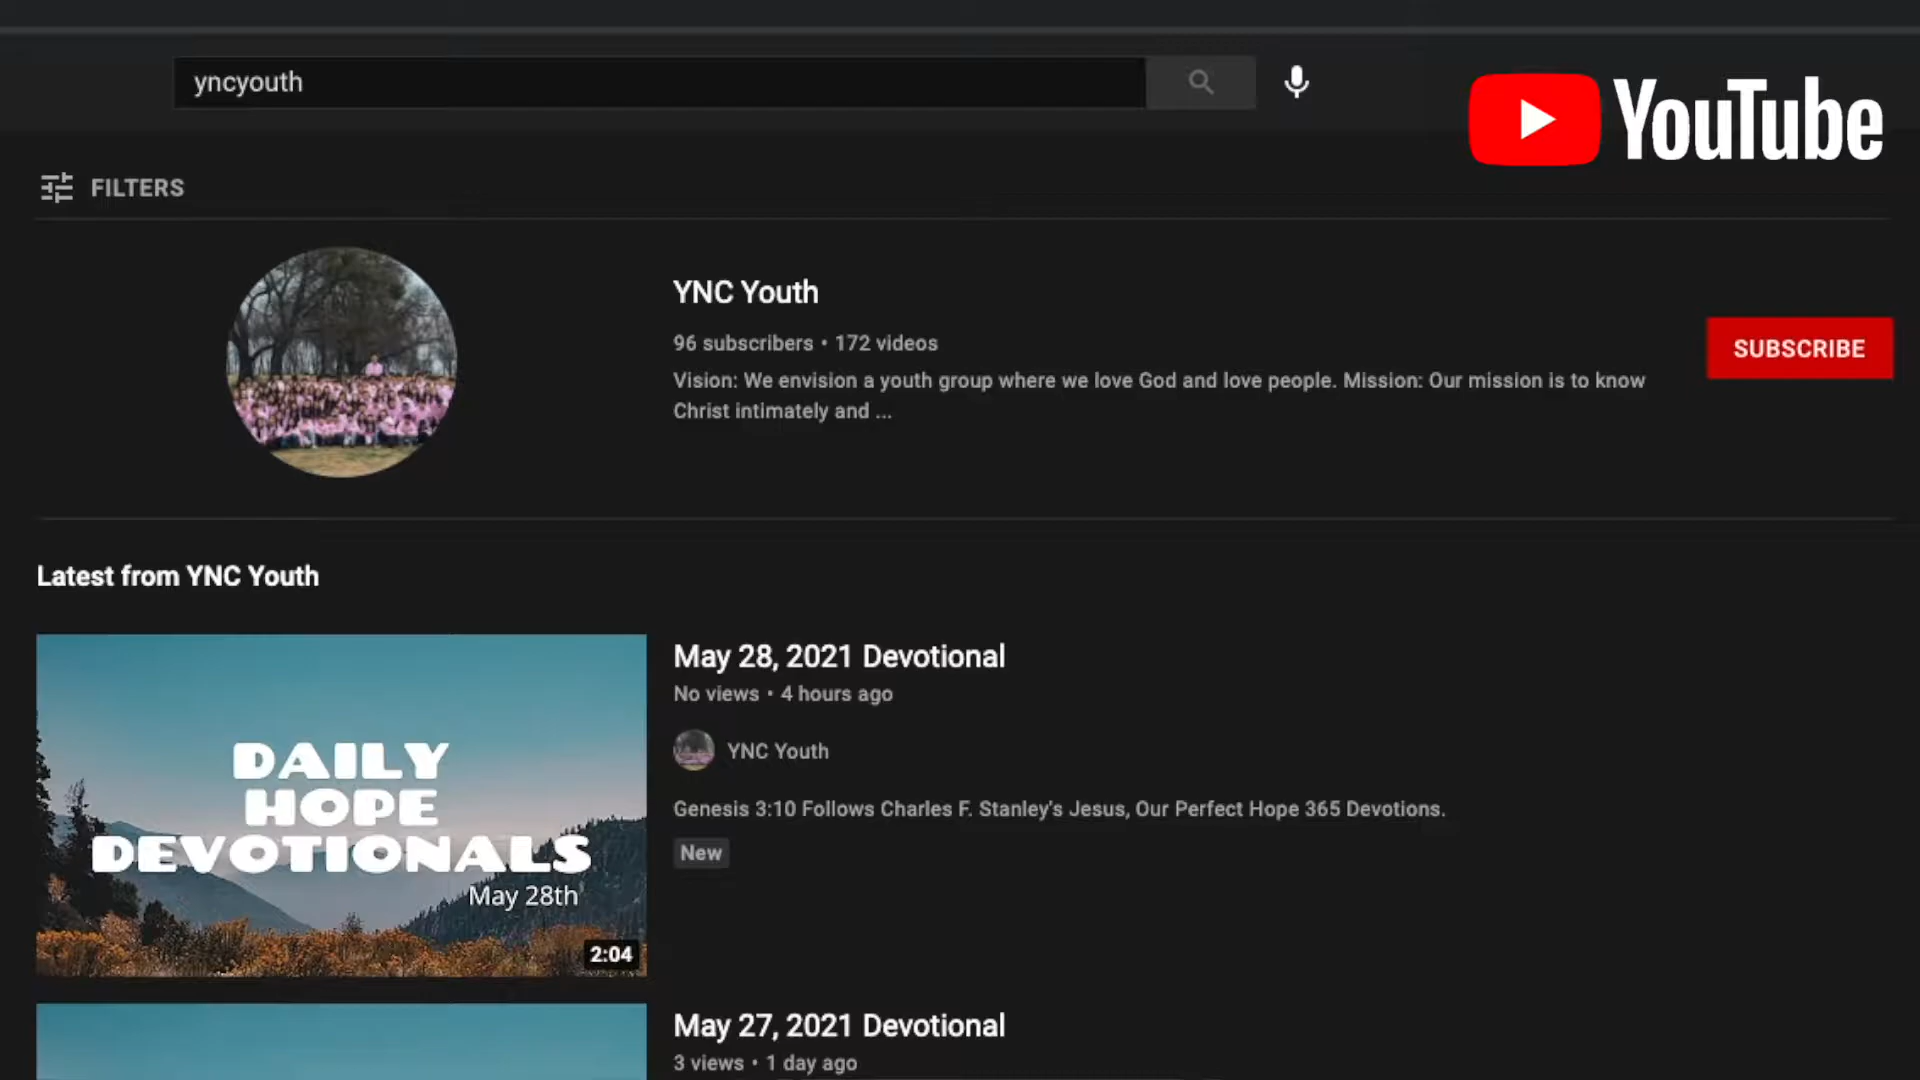 yncyouth
YouTube
FILTERS
YNC Youth
96 subscribers • 172 videos
Vision: We envision a youth group where we love God and love people. Mission: Our mission is to know
Christ intimately and ...
SUBSCRIBE
Latest from YNC Youth
DAILY
HOPE
DEVOTIONALS
May 28th
2:04
May 28, 2021 Devotional
No views • 4 hours ago
YNC Youth
Genesis 3:10 Follows Charles F. Stanley's Jesus, Our Perfect Hope 365 Devotions.
New
May 27, 2021 Devotional
3 views • 1 day ago